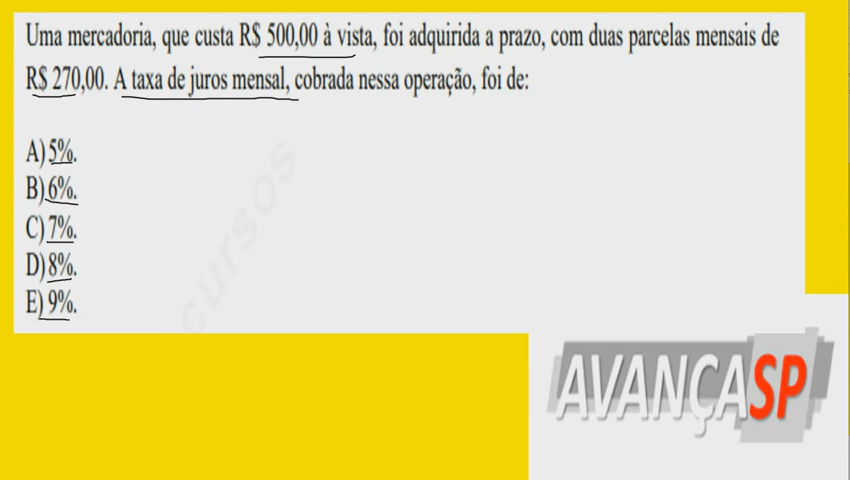 Uma mercadoria, que custa R$ 500,00 à vista, foi adquirida a prazo, com duas parcelas mensais de
R$ 270,00. A taxa de juros mensal, cobrada nessa operação, foi de:
A) 5%.
B) 6%.
C) 7%.
D) 8%.
E) 9%.
cursos
AVANÇASP